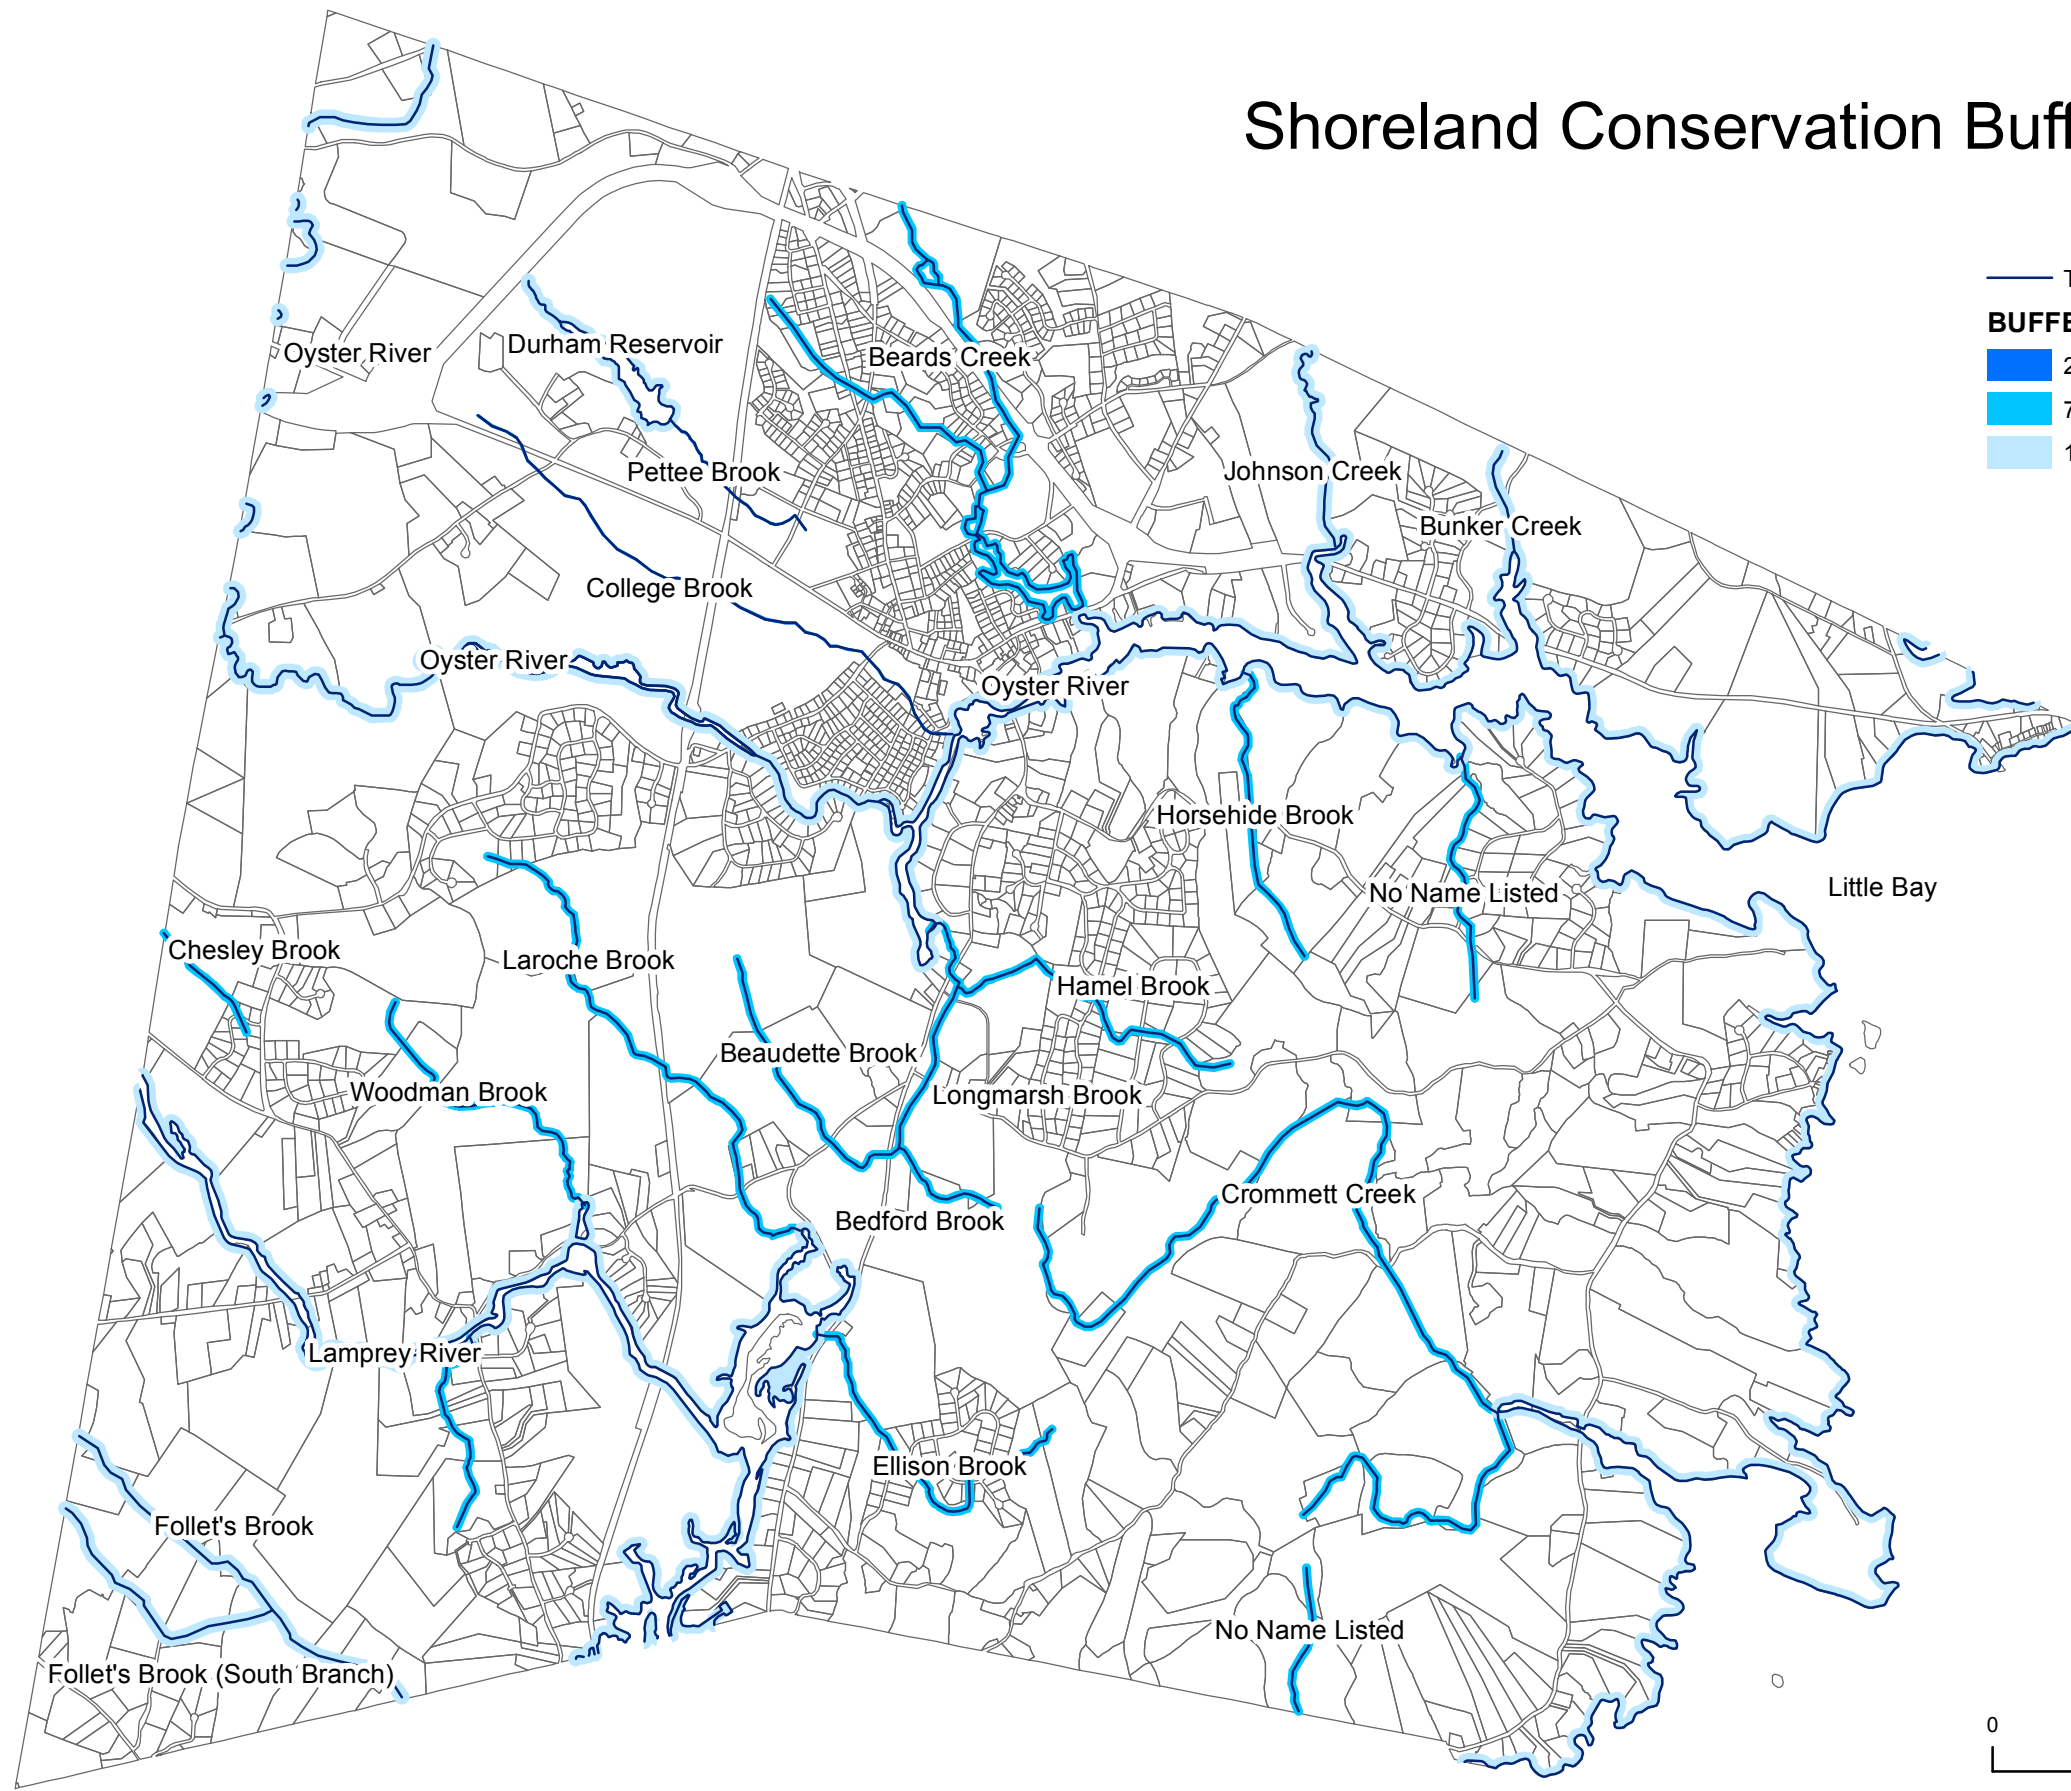 Shoreland Conservation Buff
T
BUFFE
2
7
1
Oyster River
Durham Reservoir
Beards Creek
Pettee Brook
Johnson Creek
Bunker Creek
College Brook
Oyster River
Oyster River
Horsehide Brook
No Name Listed
Little Bay
Chesley Brook
Laroche Brook
Hamel Brook
Beaudette Brook
Woodman Brook
Longmarsh Brook
Crommett Creek
Bedford Brook
Lamprey River
Ellison Brook
Follet's Brook
No Name Listed
Follet's Brook (South Branch)
0